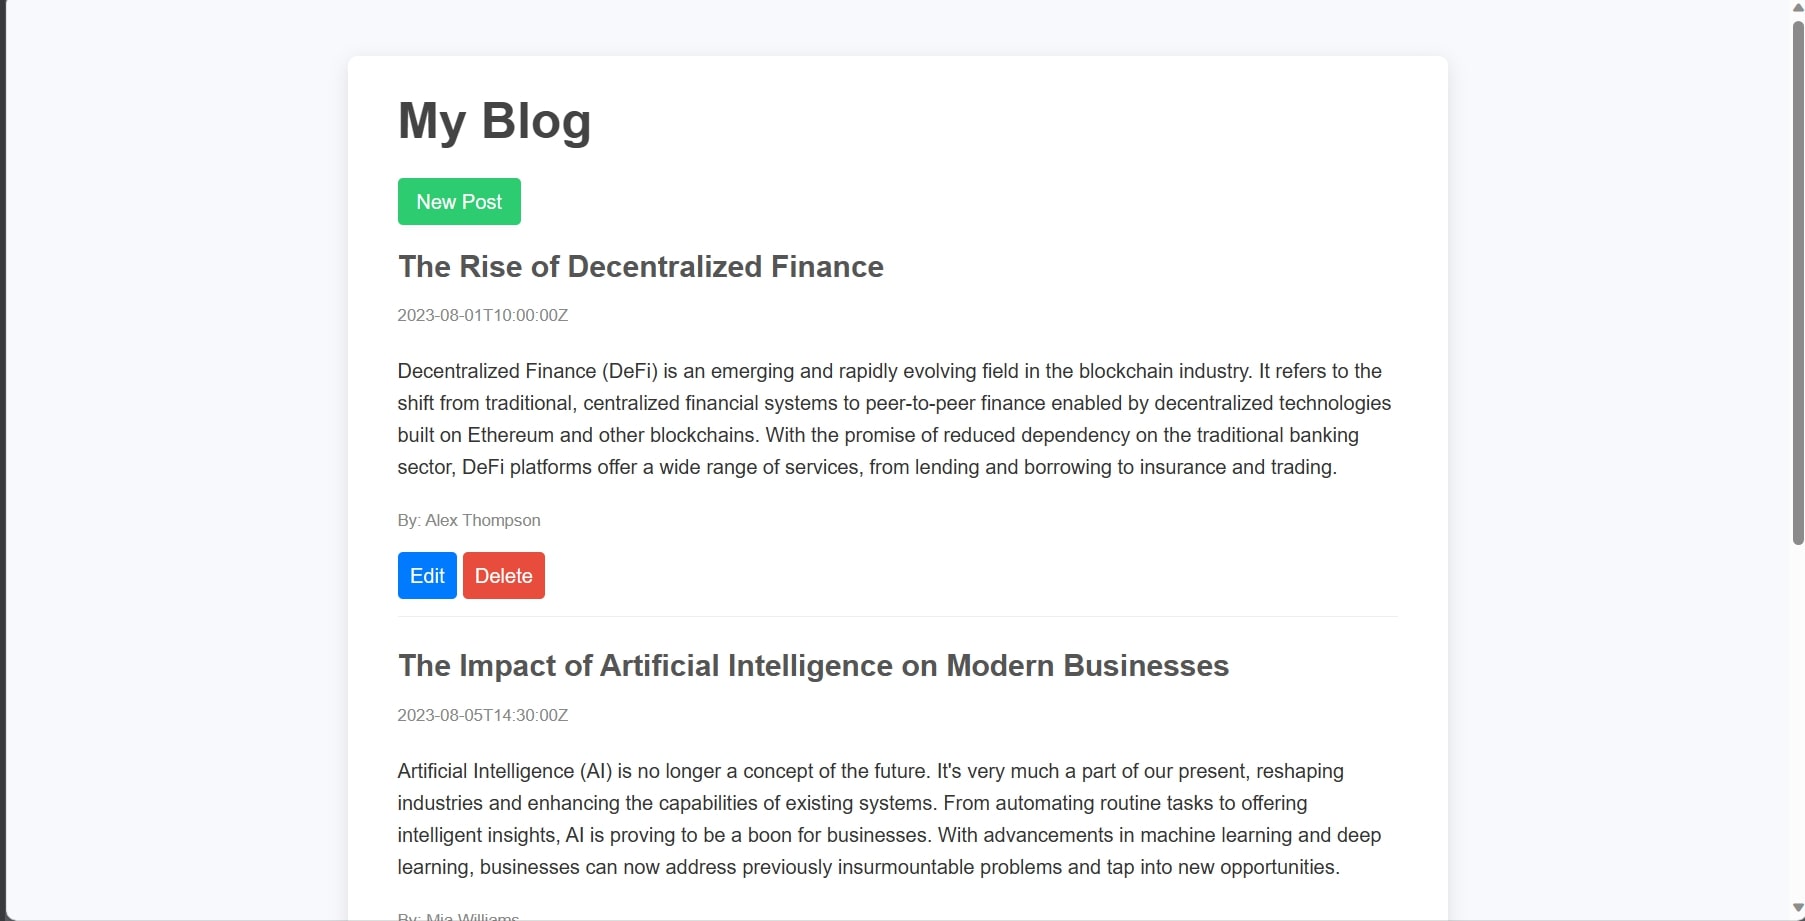 My Blog
New Post
The Rise of Decentralized Finance
2023-08-01T10:00:00Z
Decentralized Finance (DeFi) is an emerging and rapidly evolving field in the blockchain industry. It refers to the
shift from traditional, centralized financial systems to peer-to-peer finance enabled by decentralized technologies
built on Ethereum and other blockchains. With the promise of reduced dependency on the traditional banking
sector, DeFi platforms offer a wide range of services, from lending and borrowing to insurance and trading.
By: Alex Thompson
Edit Delete
The Impact of Artificial Intelligence on Modern Businesses
2023-08-05T14:30:00Z
Artificial Intelligence (AI) is no longer a concept of the future. It's very much a part of our present, reshaping
industries and enhancing the capabilities of existing systems. From automating routine tasks to offering
intelligent insights, AI is proving to be a boon for businesses. With advancements in machine learning and deep
learning, businesses can now address previously insurmountable problems and tap into new opportunities.
By: Mia Williams